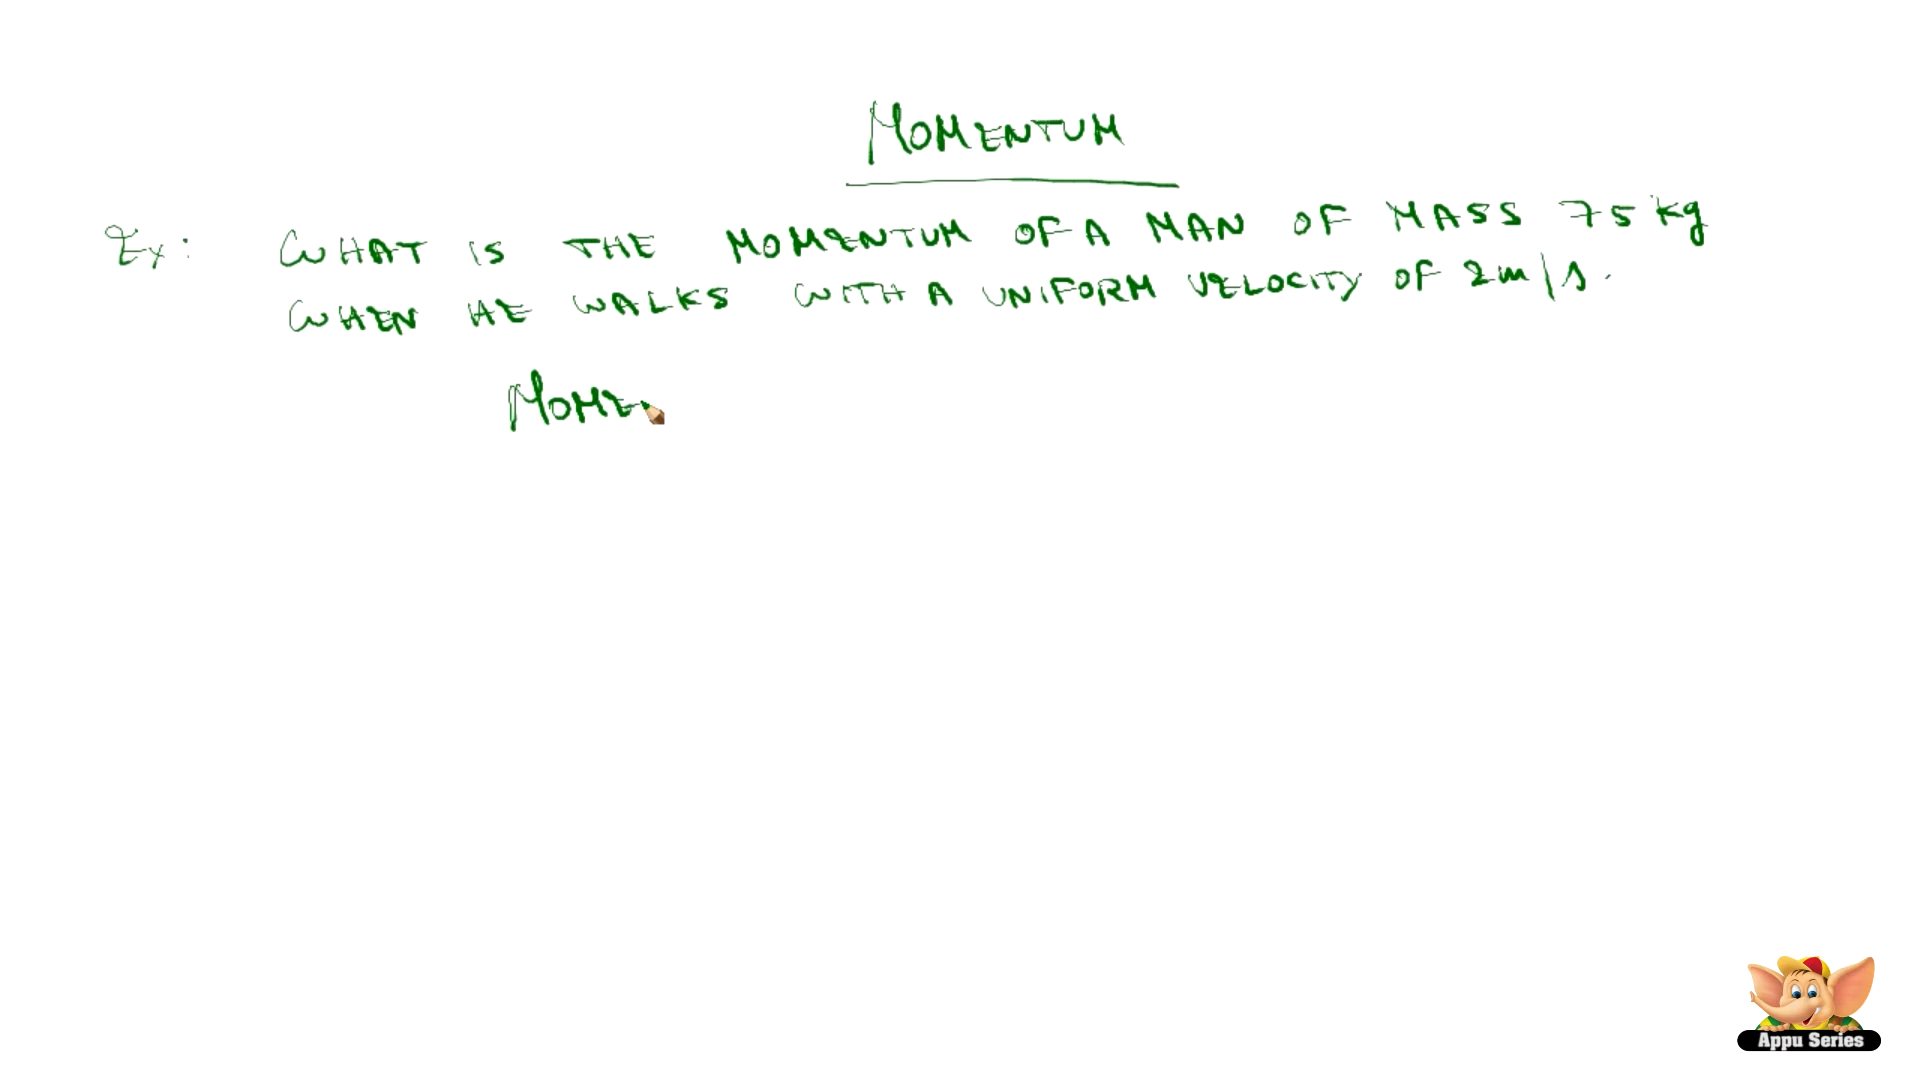 MOMENTUM
Ex: WHAT IS THE MOMENTUM OF A MAN OF MASS 75 kg
WHEN HE WALKS WITH A UNIFORM VELOCITY OF 2m/s.
MOME
Appu Series